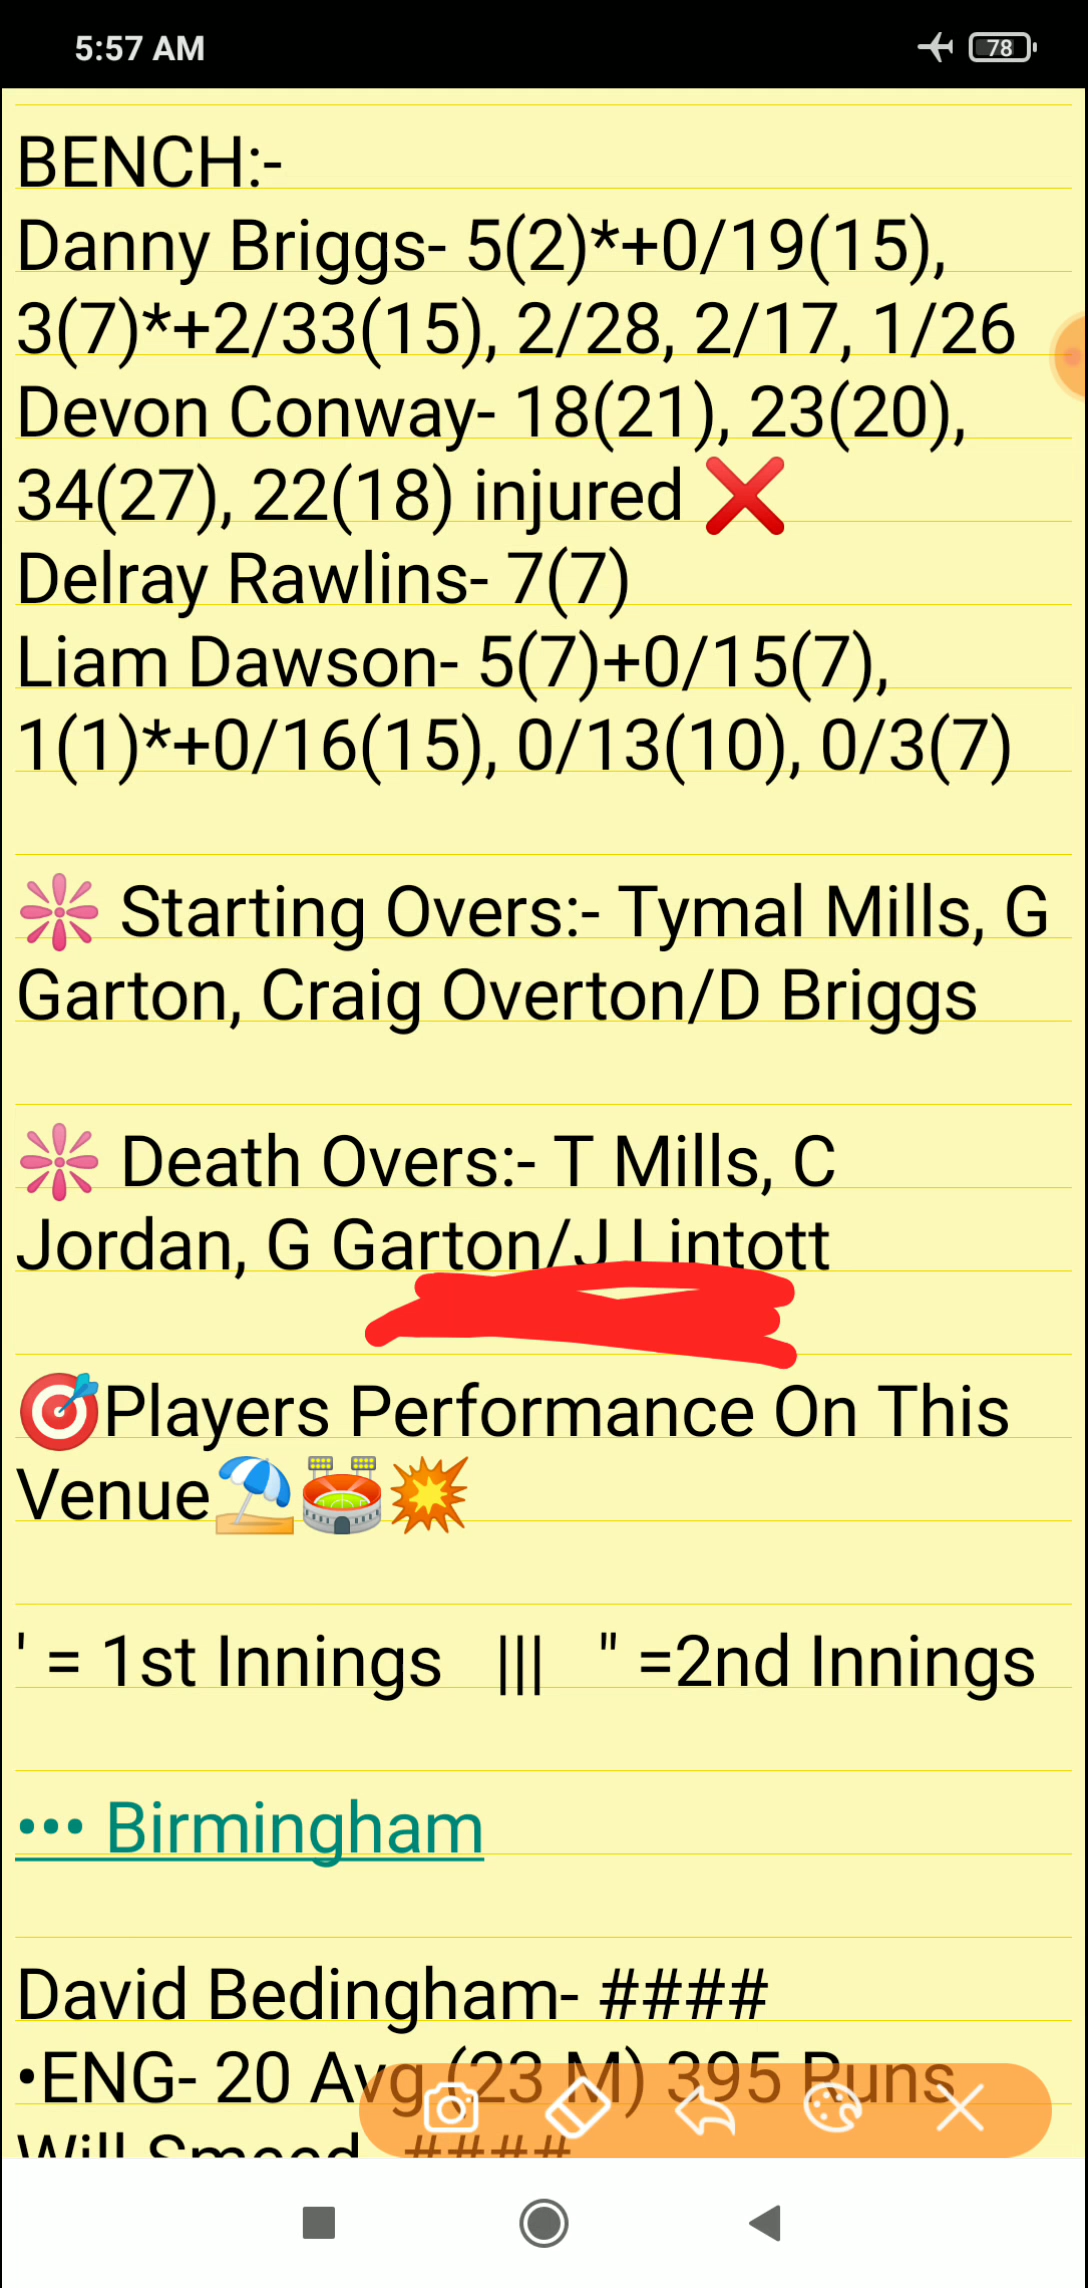 5:57 AM
78
BENCH:-
Danny Briggs- 5(2)*+0/19(15),
3(7)*+2/33(15), 2/28, 2/17, 1/26
Devon Conway- 18(21), 23(20),
34(27), 22(18) injured ❌
Delray Rawlins- 7(7)
Liam Dawson- 5(7)+0/15(7),
1(1)*+0/16(15), 0/13(10), 0/3(7)
Starting Overs:- Tymal Mills, G
Garton, Craig Overton/D Briggs
Death Overs:- T Mills, C
Jordan, G Garton/J Lintott
🎯Players Performance On This
Venue⛱🏟💥
' = 1st Innings ||| " =2nd Innings
••• Birmingham
David Bedingham- ####
•ENG- 20 Avg (23 M) 395 Runs
Will Smeed- ####